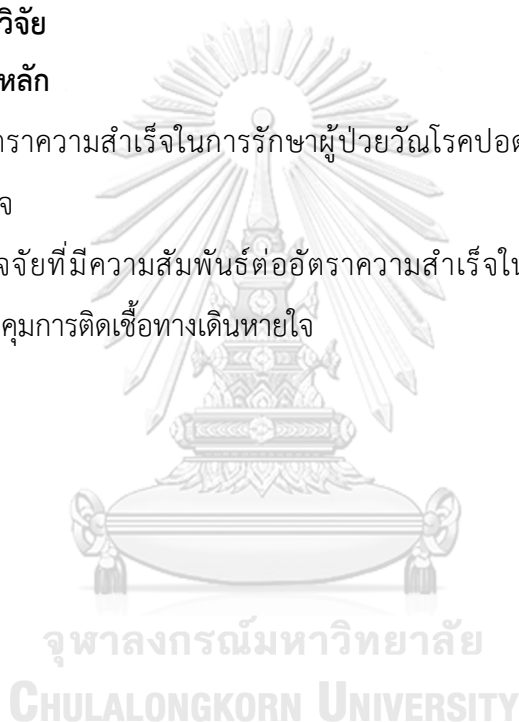 วิจัย
หลัก
ตราความสำเร็จในการรักษาผู้ป่วยวัณโรคปอด
จ
จจัยที่มีความสัมพันธ์ต่ออัตราความสำเร็จใน
คุมการติดเชื้อทางเดินหายใจ
จุฬาลงกรณ์มหาวิทยาลัย
CHULALONGKORN UNIVERSITY